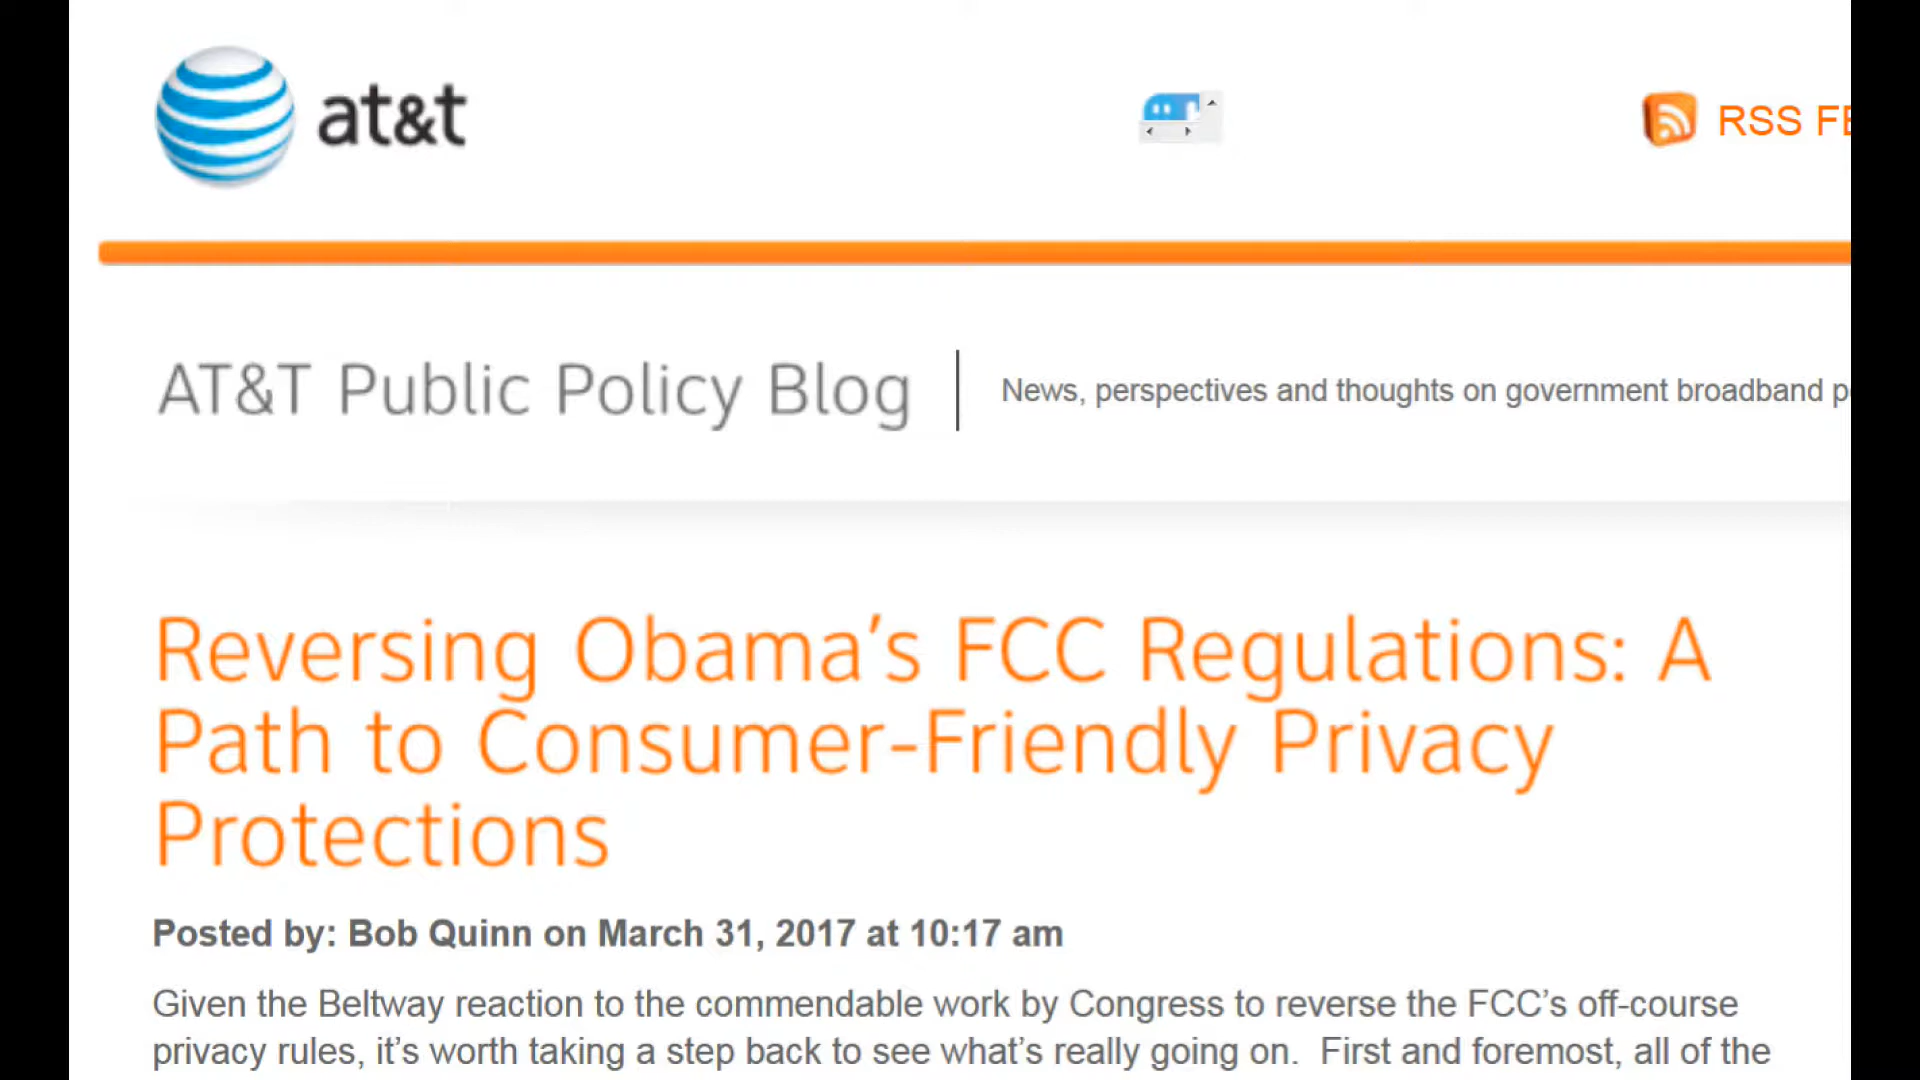 at&t
RSS FE
AT&T Public Policy Blog
News, perspectives and thoughts on government broadband p
Reversing Obama’s FCC Regulations: A
Path to Consumer-Friendly Privacy
Protections
Posted by: Bob Quinn on March 31, 2017 at 10:17 am
Given the Beltway reaction to the commendable work by Congress to reverse the FCC’s off-course
privacy rules, it’s worth taking a step back to see what’s really going on. First and foremost, all of the